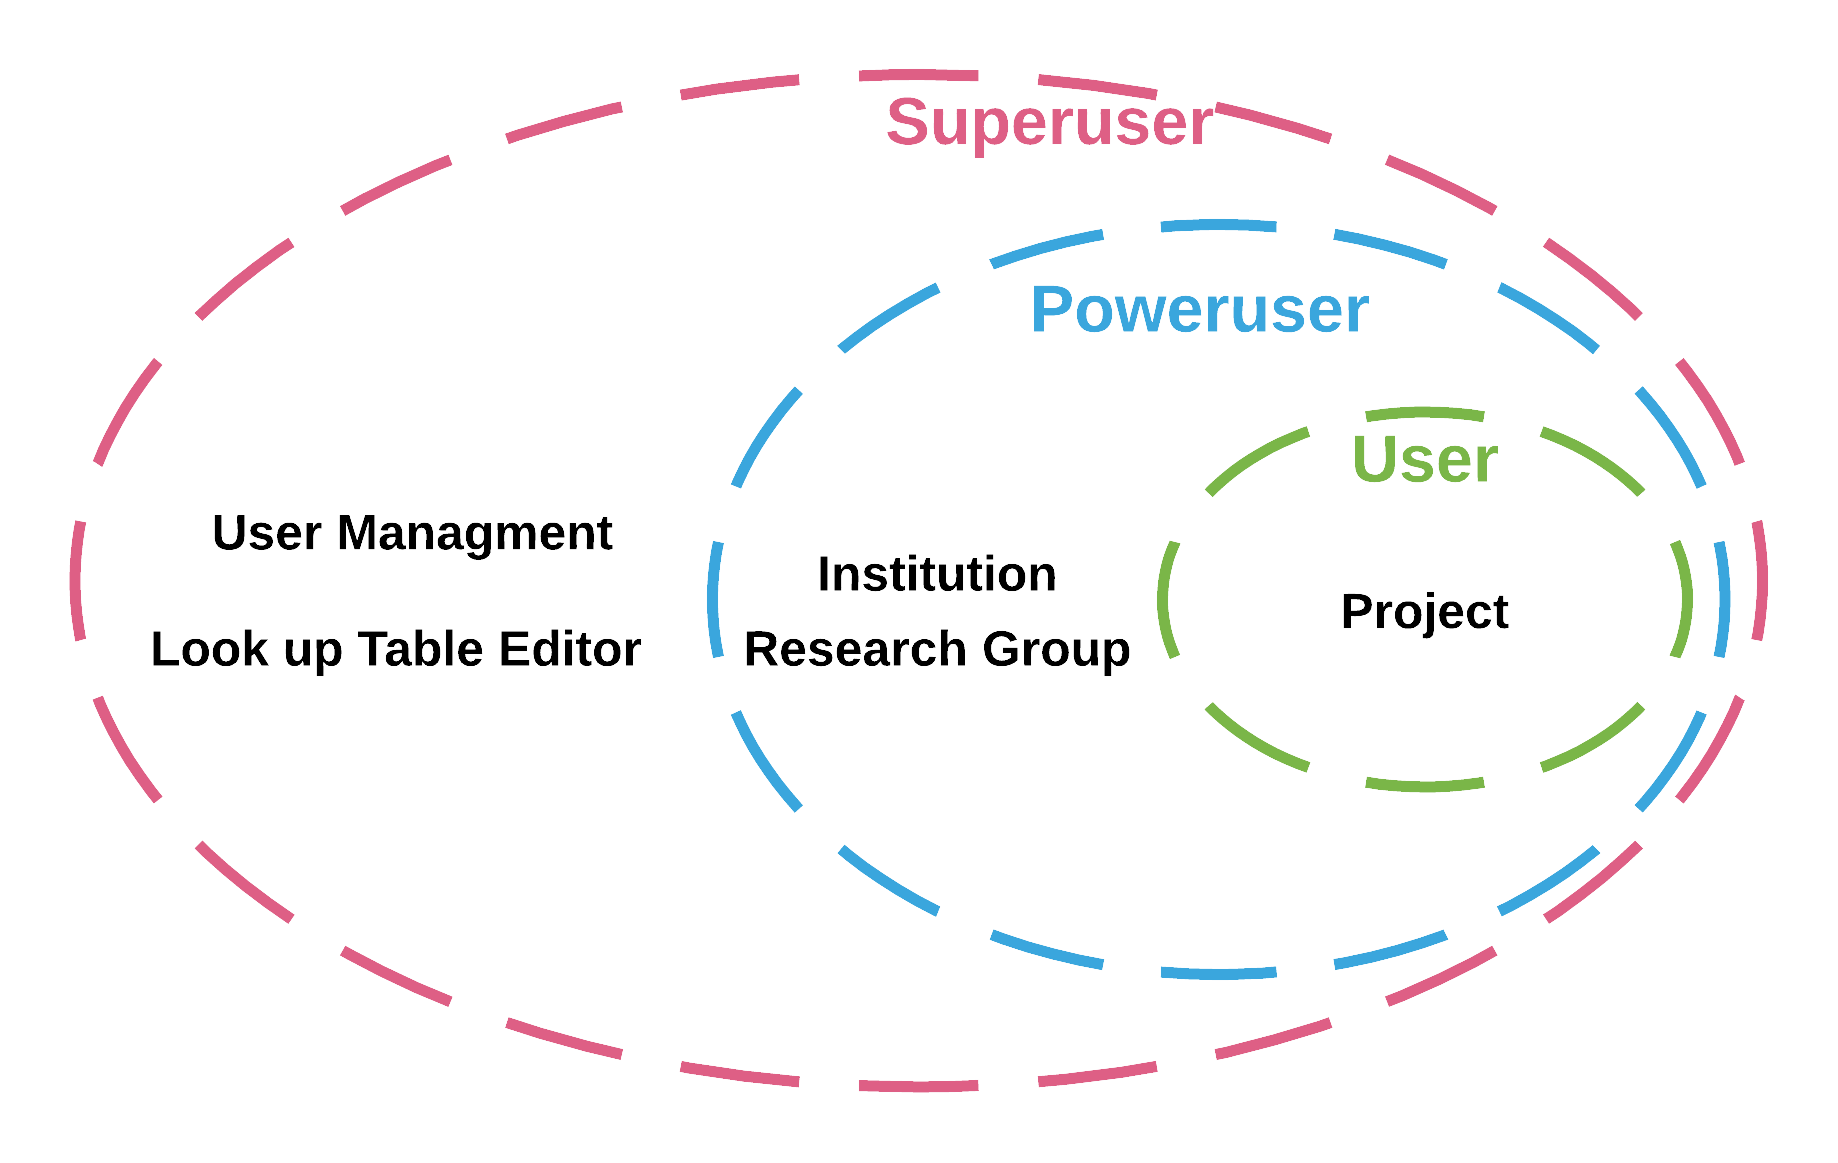 Superuser
Poweruser
User
User Managment
Look up Table Editor
Institution
Research Group
Project